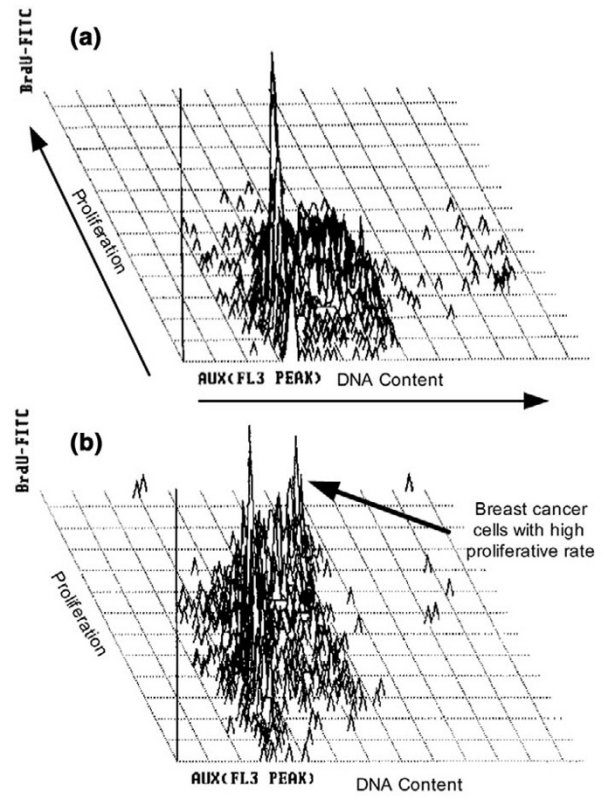 (a)
BrdU-FITC
Proliferation
AUX(FL3 PEAK) DNA Content
(b)
BrdU-FITC
Breast cancer
cells with high
proliferative rate
Proliferation
AUX(FL3 PEAK) DNA Content